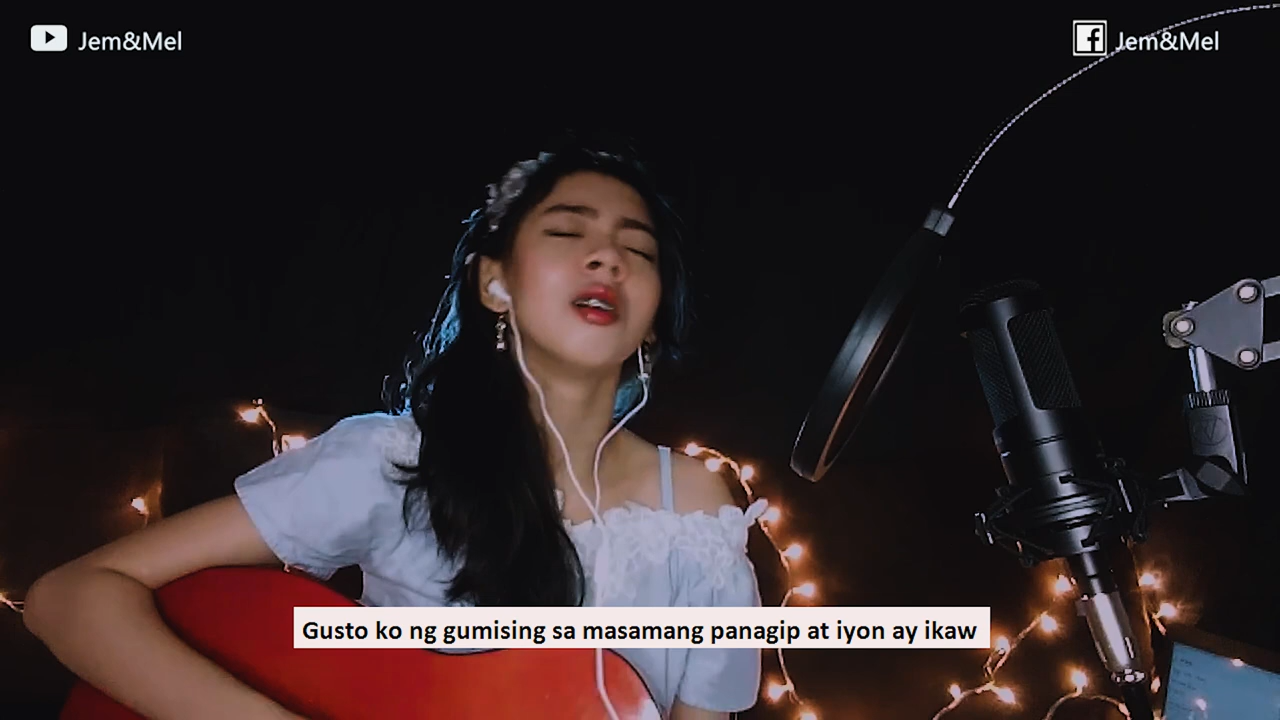 Jem&Mel
Jem&Mel
Gusto ko ng gumising sa masamang panagip at iyon ay ikaw